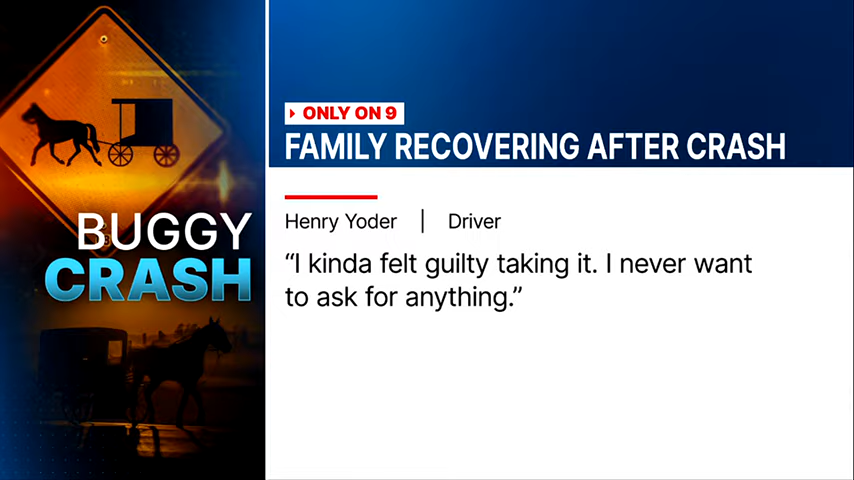 BUGGY
CRASH
ONLY ON 9
FAMILY RECOVERING AFTER CRASH
Henry Yoder | Driver
“I kinda felt guilty taking it. I never want
to ask for anything.”